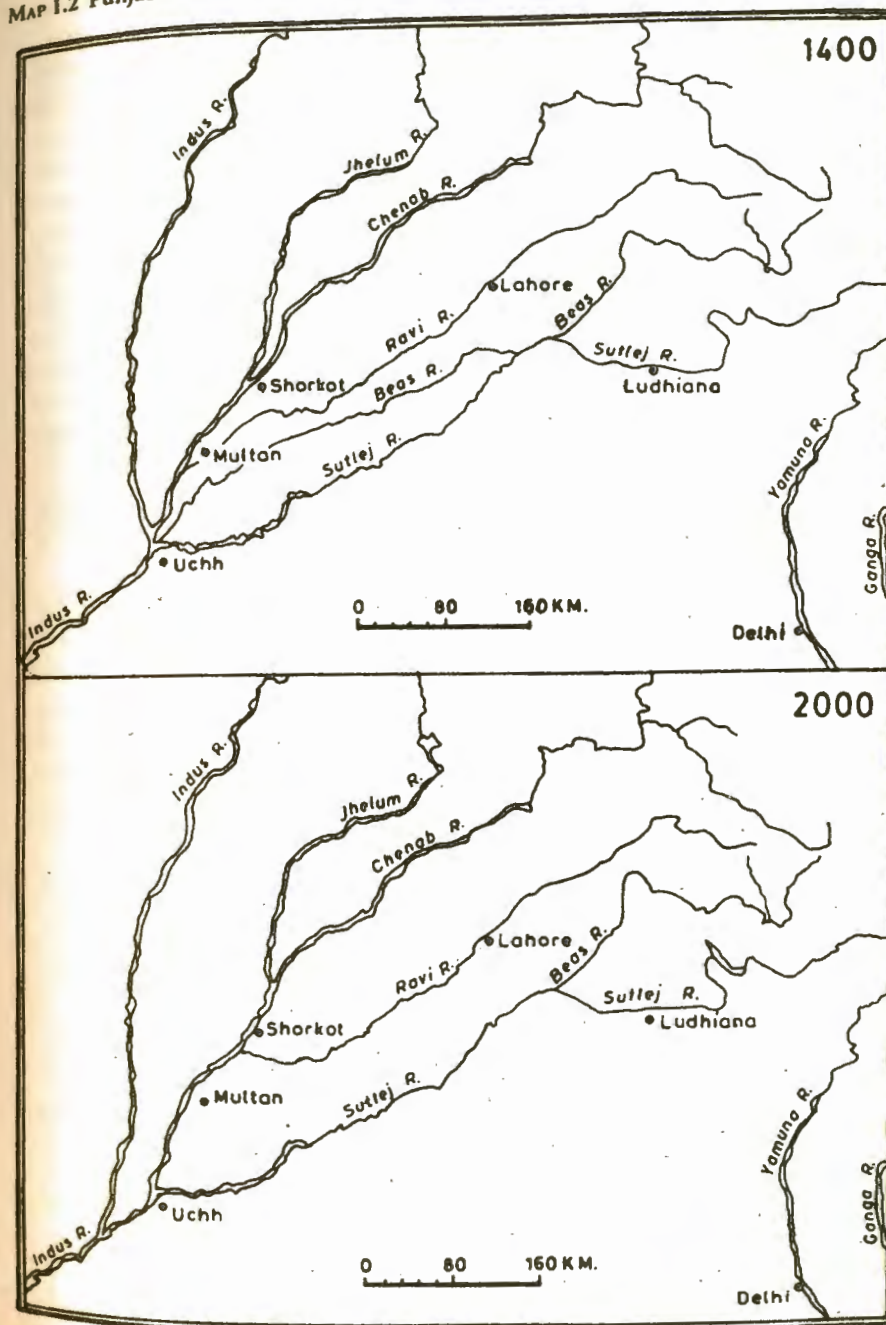 MAP 1.2 Punja
1400
Indus R.
Jhelum R.
Chenab R.
Lahore
Ravi R.
Beas R.
Shorkot
Beas R.
Sutlej R.
Ludhiana
Multan
Sutlej R.
Yamuna R.
Uchh
Ganga R.
Indus R.
0 80 160 KM.
Delhi
2000
Indus R.
Jhelum R.
Chenab R.
Lahore
Beas R.
Ravi R.
Sutlej R.
Shorkot
Ludhiana
Multan
Sutlej R.
Yamuna R.
Uchh
Ganga R.
Indus R.
0 80 160 KM.
Delhi